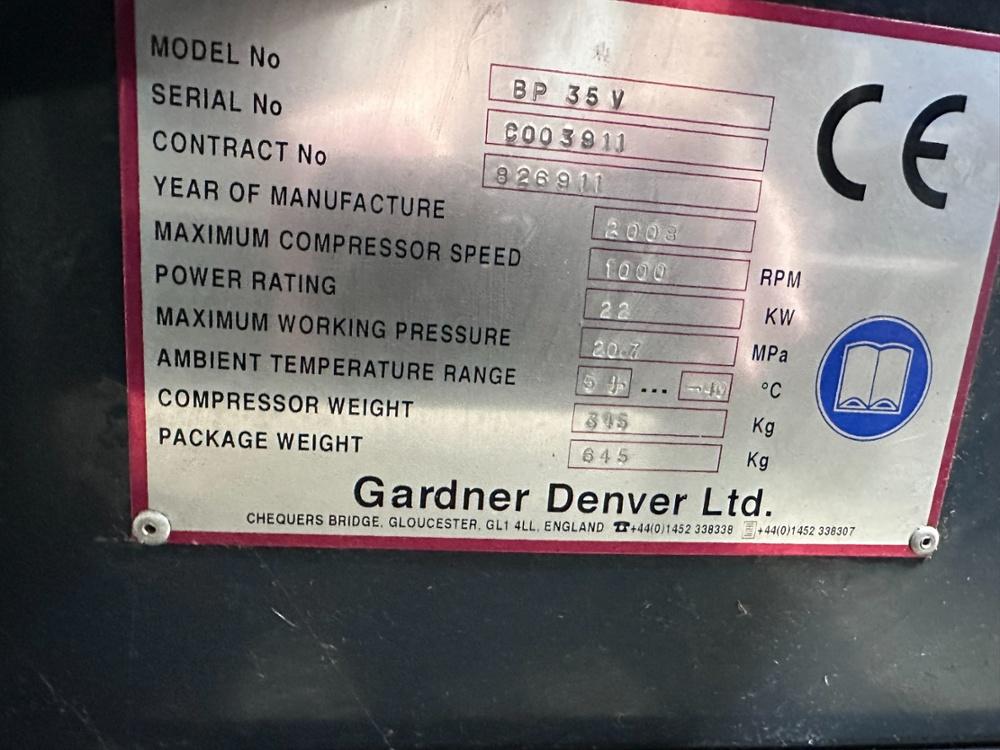 MODEL No BP 35 V
SERIAL No C003911
CONTRACT No 826911
YEAR OF MANUFACTURE 2008
MAXIMUM COMPRESSOR SPEED 1000 RPM
POWER RATING 22 KW
MAXIMUM WORKING PRESSURE 20.7 MPa
AMBIENT TEMPERATURE RANGE ... °C
COMPRESSOR WEIGHT 345 Kg
PACKAGE WEIGHT 645 Kg
CE
Gardner Denver Ltd.
CHEQUERS BRIDGE, GLOUCESTER, GL1 4LL, ENGLAND ☎+44(0)1452 338338 +44(0)1452 338307